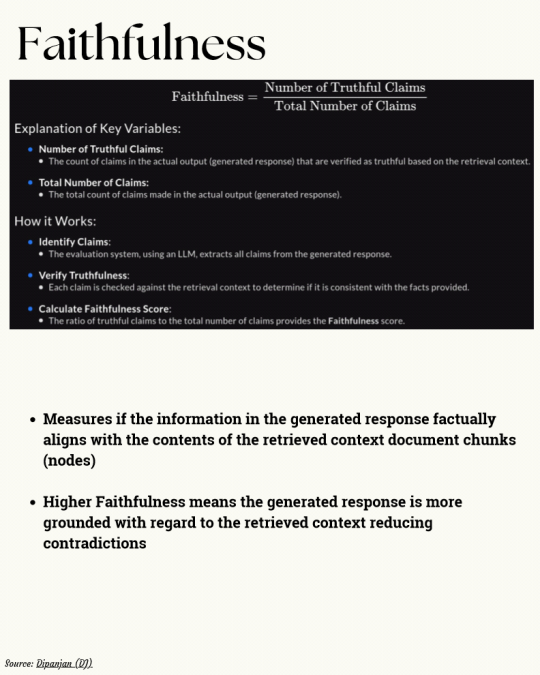 Faithfulness
Faithfulness = Number of Truthful Claims / Total Number of Claims
Explanation of Key Variables:
• Number of Truthful Claims:
• The count of claims in the actual output (generated response) that are verified as truthful based on the retrieval context.
• Total Number of Claims:
• The total count of claims made in the actual output (generated response).
How it Works:
• Identify Claims:
• The evaluation system, using an LLM, extracts all claims from the generated response.
• Verify Truthfulness:
• Each claim is checked against the retrieval context to determine if it is consistent with the facts provided.
• Calculate Faithfulness Score:
• The ratio of truthful claims to the total number of claims provides the Faithfulness score.
• Measures if the information in the generated response factually
aligns with the contents of the retrieved context document chunks
(nodes)
• Higher Faithfulness means the generated response is more
grounded with regard to the retrieved context reducing
contradictions
Source: Dipanjan (DJ)